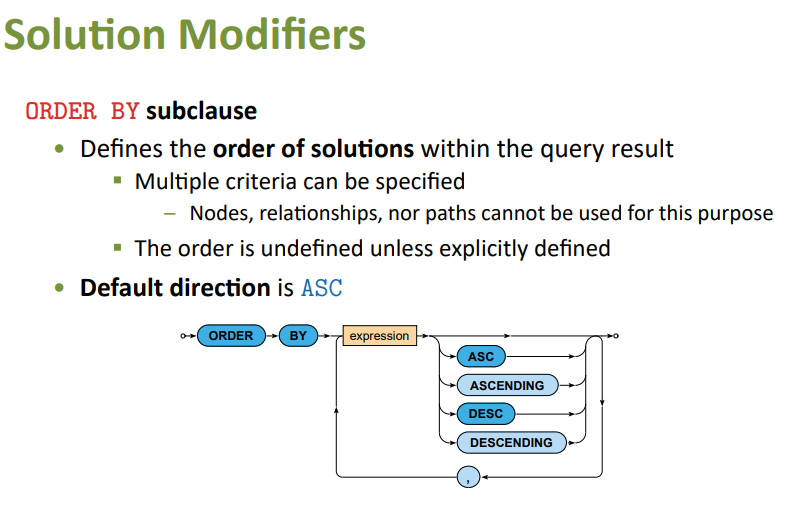 Solution Modifiers
ORDER BY subclause
• Defines the order of solutions within the query result
▪ Multiple criteria can be specified
– Nodes, relationships, nor paths cannot be used for this purpose
▪ The order is undefined unless explicitly defined
• Default direction is ASC
ORDER BY expression
ASC
ASCENDING
DESC
DESCENDING
,